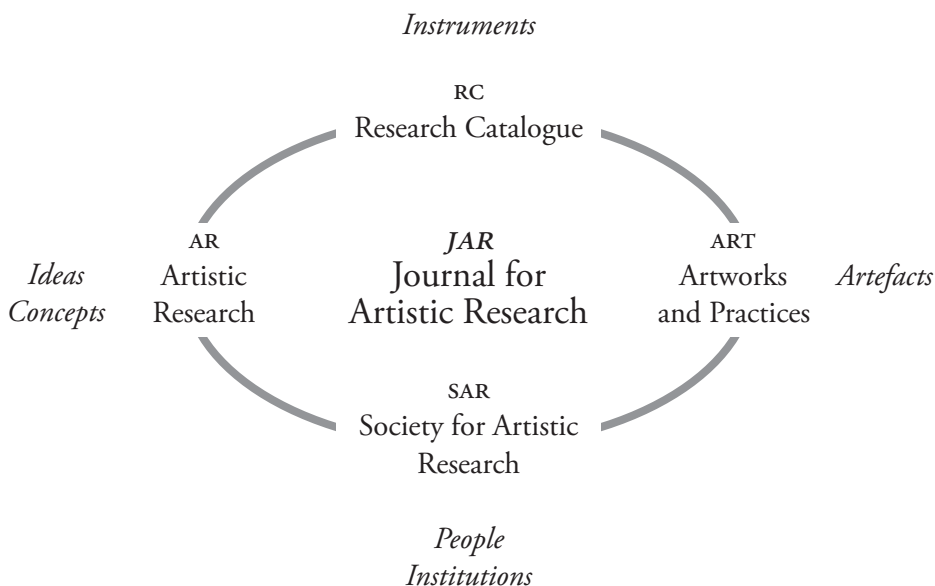 Instruments
RC
Research Catalogue
Ideas
Concepts
AR
Artistic
Research
JAR
Journal for
Artistic Research
ART
Artworks
and Practices
Artefacts
SAR
Society for Artistic
Research
People
Institutions